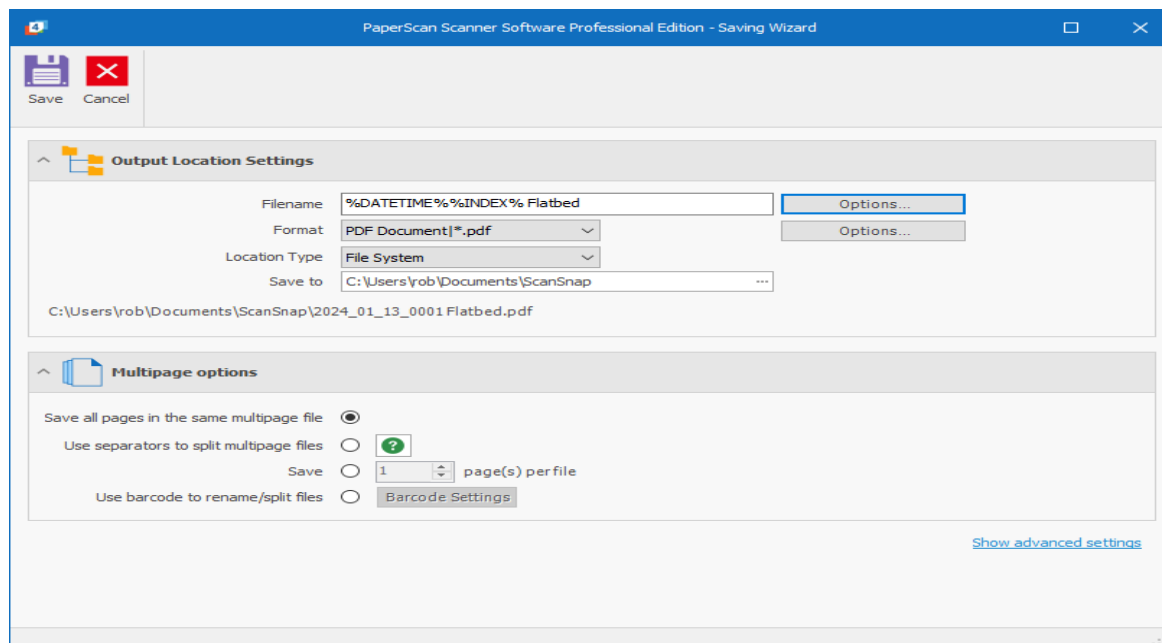 4
PaperScan Scanner Software Professional Edition - Saving Wizard
Save Cancel
Output Location Settings
Filename %DATETIME%%INDEX% Flatbed Options...
Format PDF Document|*.pdf Options...
Location Type File System
Save to C:\Users\rob\Documents\ScanSnap ...
C:\Users\rob\Documents\ScanSnap\2024_01_13_0001 Flatbed.pdf
Multipage options
Save all pages in the same multipage file
Use separators to split multipage files ?
Save 1 page(s) per file
Use barcode to rename/split files Barcode Settings
Show advanced settings